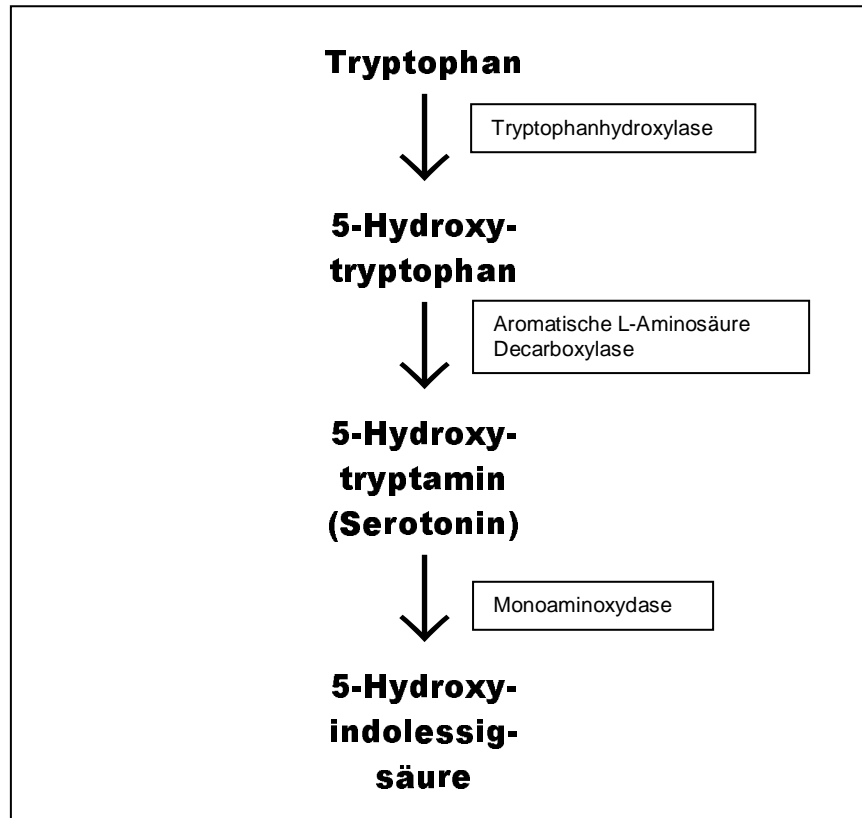 Tryptophan
Tryptophanhydroxylase
5-Hydroxy-
tryptophan
Aromatische L-Aminosäure
Decarboxylase
5-Hydroxy-
tryptamin
(Serotonin)
Monoaminoxydase
5-Hydroxy-
indolessig-
säure